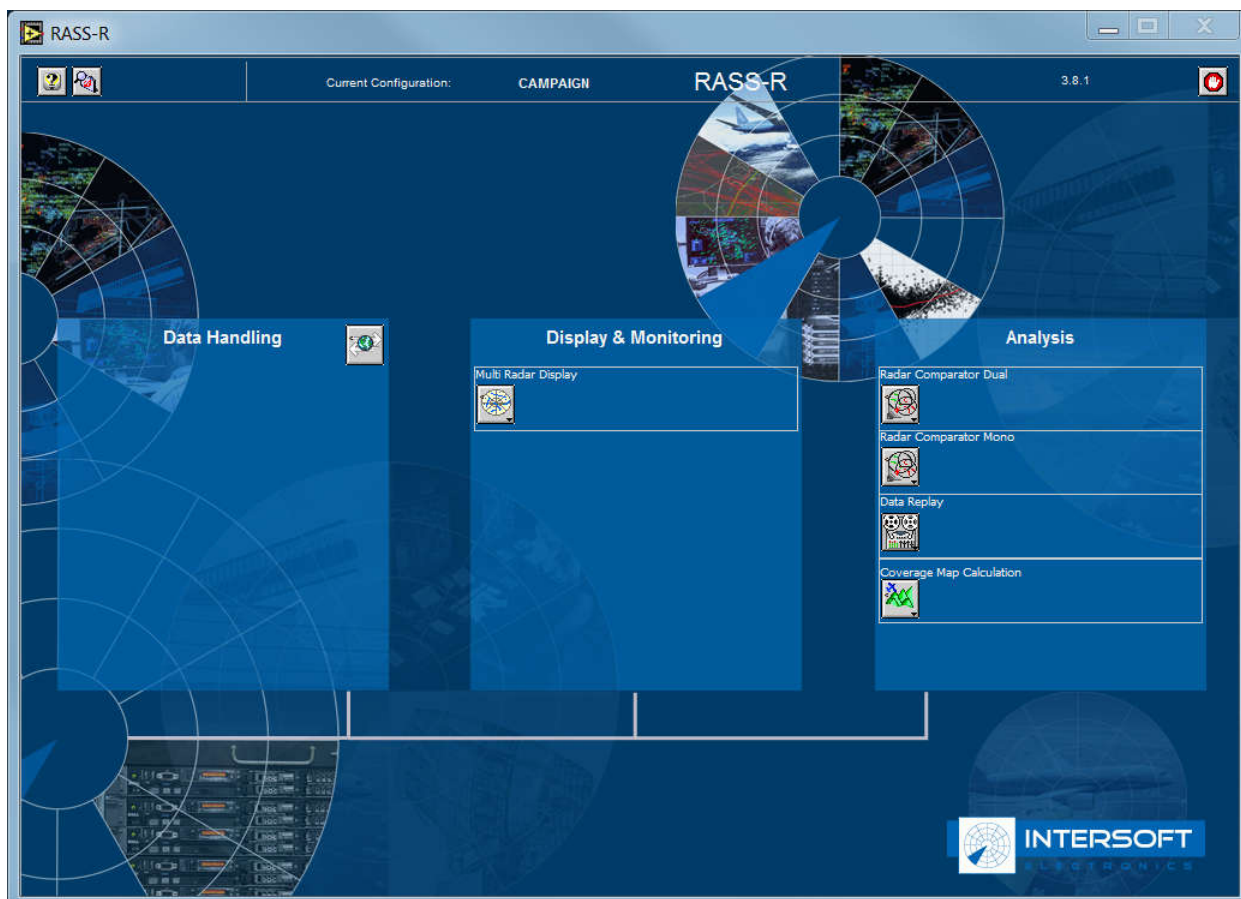 RASS-R
Current Configuration:
CAMPAIGN
RASS-R
3.8.1
Data Handling
Display & Monitoring
Analysis
Multi Radar Display
Radar Comparator Dual
Radar Comparator Mono
Data Replay
Coverage Map Calculation
INTERSOFT
ELECTRONICS